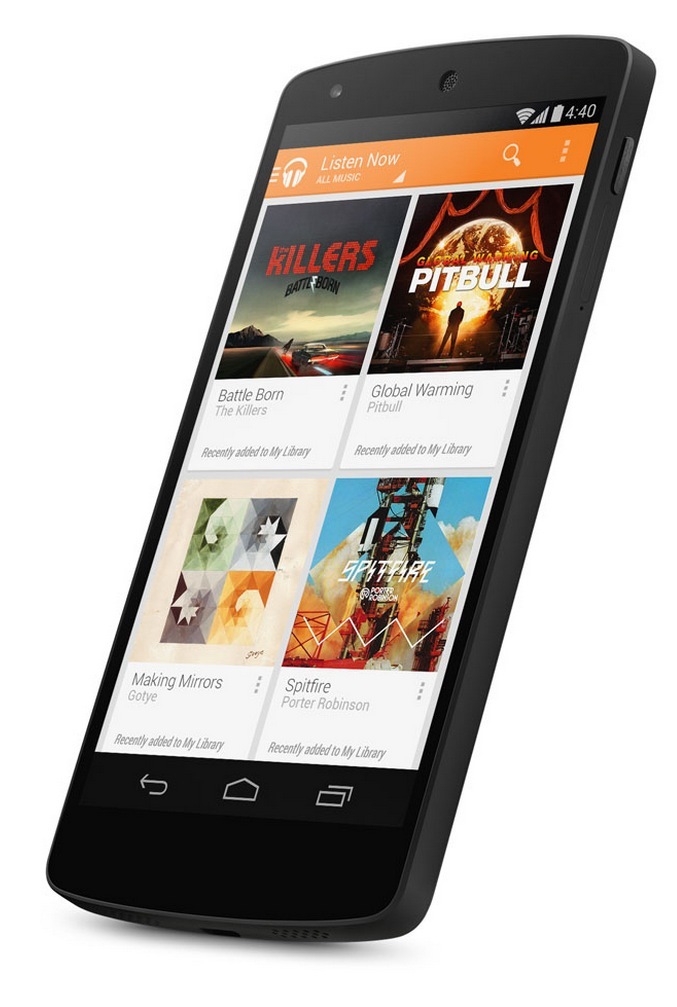 4:40
Listen Now
ALL MUSIC
THE
KILLERS
BATTLE BORN
GLOBAL WARMING
PITBULL
Battle Born
The Killers
Recently added to My Library
Global Warming
Pitbull
Recently added to My Library
Gotye
SPITFIRE
PORTER
ROBINSON
Making Mirrors
Gotye
Recently added to My Library
Spitfire
Porter Robinson
Recently added to My Library